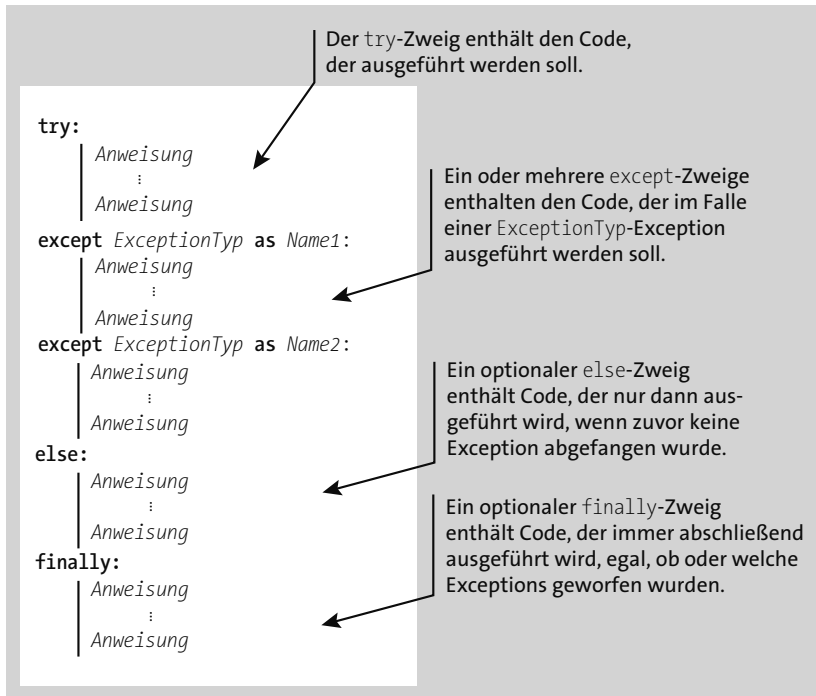 Der try-Zweig enthält den Code,
der ausgeführt werden soll.
try:
Anweisung
⋮
Anweisung
except ExceptionTyp as Name1:
Anweisung
⋮
Anweisung
except ExceptionTyp as Name2:
Anweisung
⋮
Anweisung
else:
Anweisung
⋮
Anweisung
finally:
Anweisung
⋮
Anweisung
Ein oder mehrere except-Zweige
enthalten den Code, der im Falle
einer ExceptionTyp-Exception
ausgeführt werden soll.
Ein optionaler else-Zweig
enthält Code, der nur dann aus-
geführt wird, wenn zuvor keine
Exception abgefangen wurde.
Ein optionaler finally-Zweig
enthält Code, der immer abschließend
ausgeführt wird, egal, ob oder welche
Exceptions geworfen wurden.